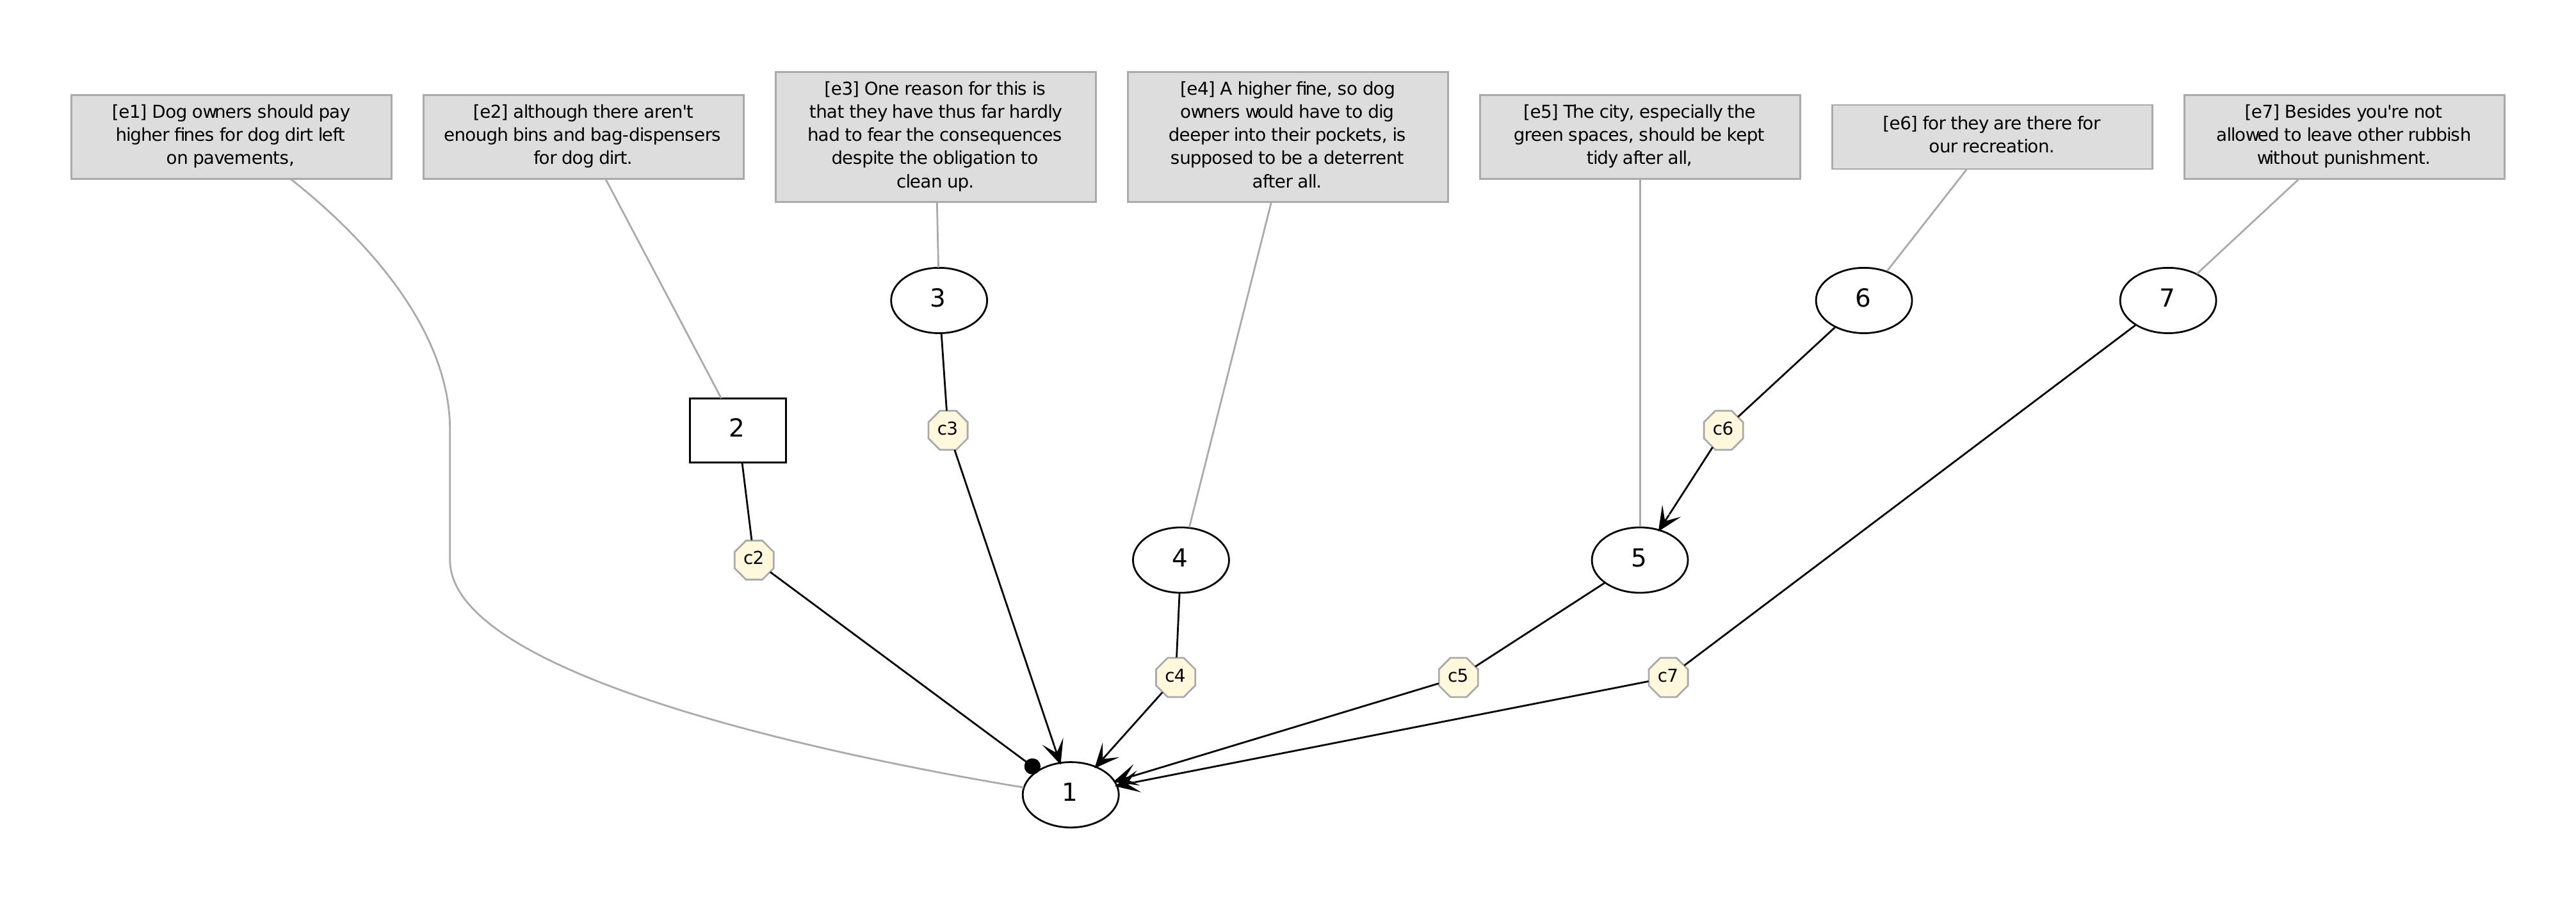 [e1] Dog owners should pay
higher fines for dog dirt left
on pavements,
[e2] although there aren't
enough bins and bag-dispensers
for dog dirt.
[e3] One reason for this is
that they have thus far hardly
had to fear the consequences
despite the obligation to
clean up.
[e4] A higher fine, so dog
owners would have to dig
deeper into their pockets, is
supposed to be a deterrent
after all.
[e5] The city, especially the
green spaces, should be kept
tidy after all,
[e6] for they are there for
our recreation.
[e7] Besides you're not
allowed to leave other rubbish
without punishment.
3
6
7
2
c3
c6
c2
4
5
c4
c5
c7
1